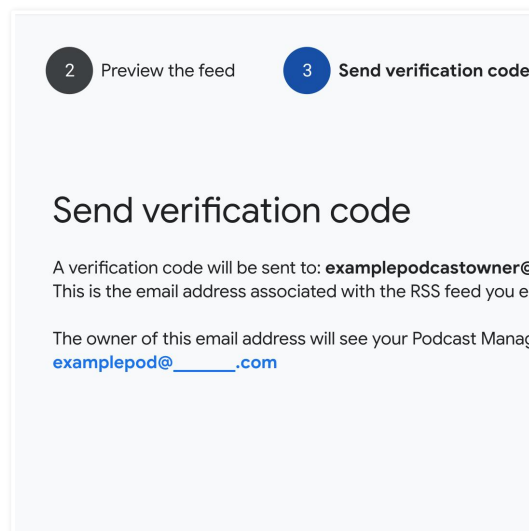 2 Preview the feed 3 Send verification code
Send verification code
A verification code will be sent to: examplepodcastowner@
This is the email address associated with the RSS feed you e
The owner of this email address will see your Podcast Manag
examplepod@______.com